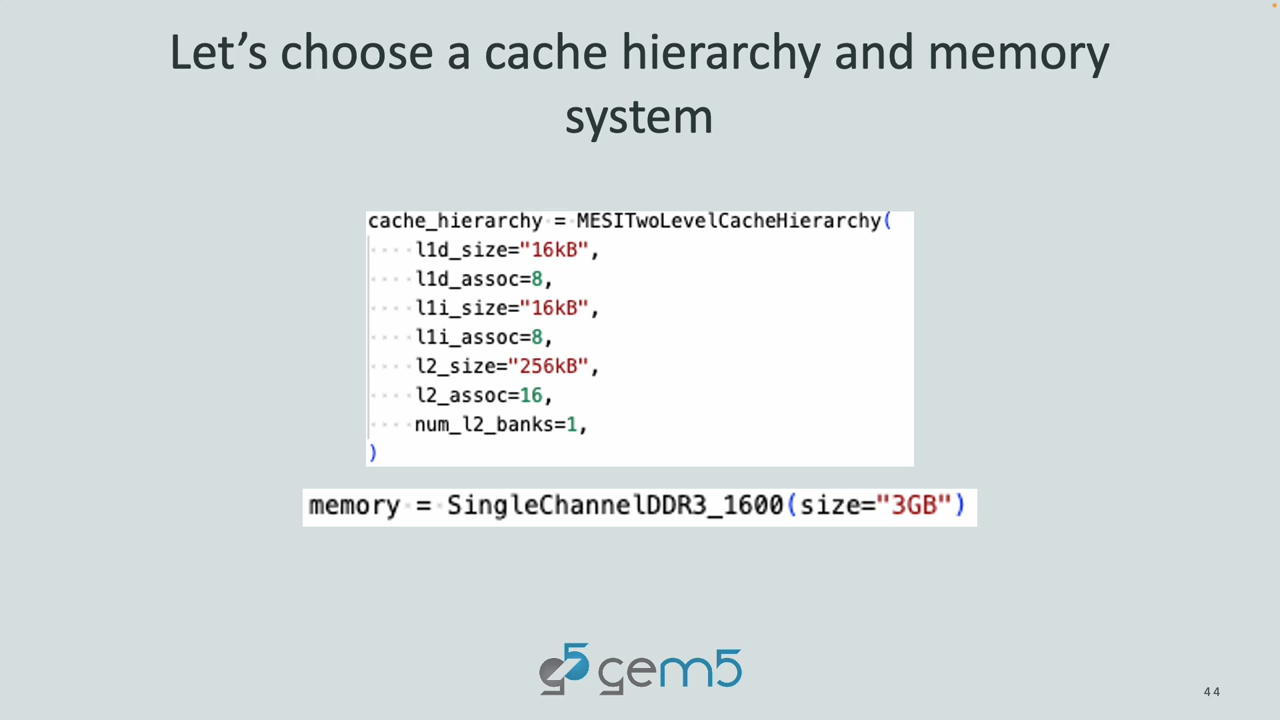 Let's choose a cache hierarchy and memory
system
cache_hierarchy = MESITwoLevelCacheHierarchy(
    l1d_size="16kB",
    l1d_assoc=8,
    l1i_size="16kB",
    l1i_assoc=8,
    l2_size="256kB",
    l2_assoc=16,
    num_l2_banks=1,
)
memory = SingleChannelDDR3_1600(size="3GB")
g5 gem5
44